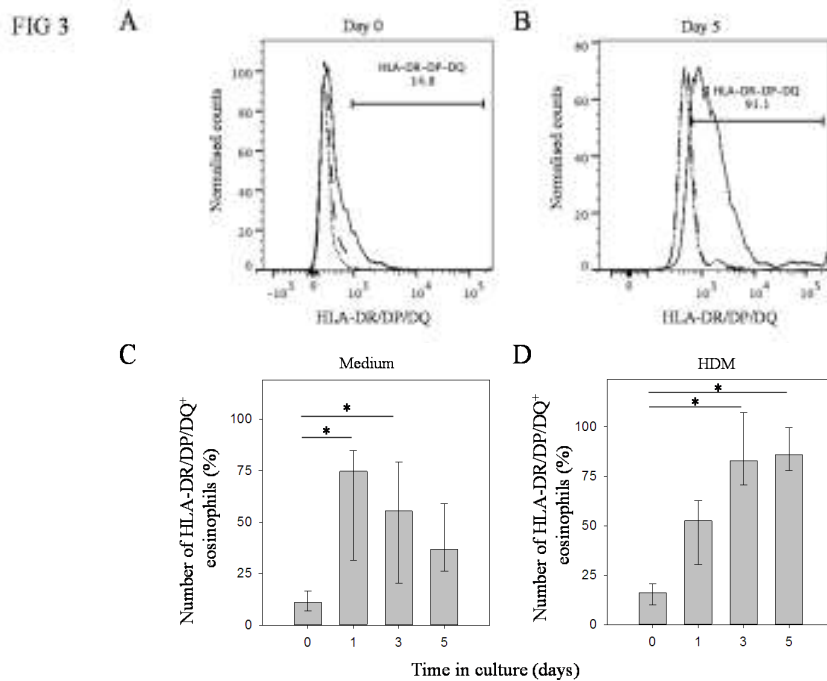 FIG 3
A
Day 0
Normalised counts
100
80
60
40
20
0
HLA-DR-DP-DQ
14.8
-10³ 0 10³ 10⁴ 10⁵
HLA-DR/DP/DQ
B
Day 5
Normalised counts
80
60
40
20
0
HLA-DR-DP-DQ
91.1
0 10³ 10⁴ 10⁵
HLA-DR/DP/DQ
C
Medium
Number of HLA-DR/DP/DQ⁺
eosinophils (%)
100
75
50
25
0
*
*
0 1 3 5
D
HDM
Number of HLA-DR/DP/DQ⁺
eosinophils (%)
100
75
50
25
0
*
*
0 1 3 5
Time in culture (days)